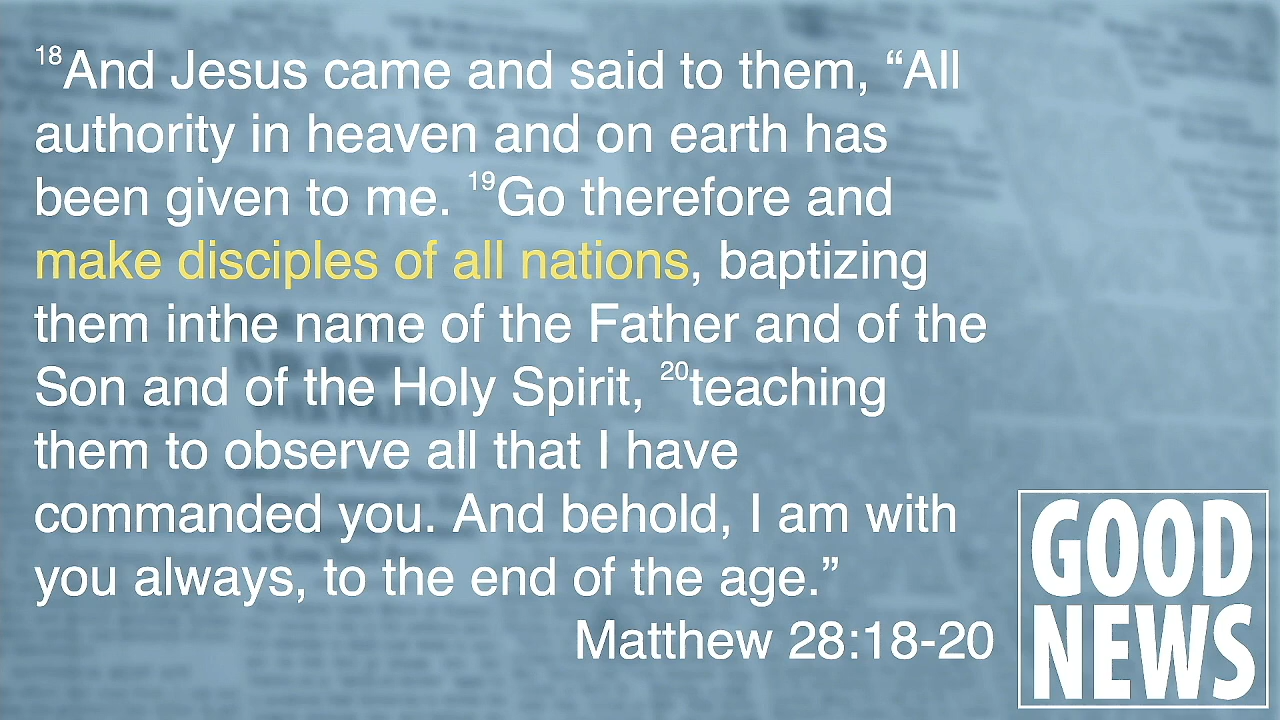 18And Jesus came and said to them, “All
authority in heaven and on earth has
been given to me. 19Go therefore and
make disciples of all nations, baptizing
them inthe name of the Father and of the
Son and of the Holy Spirit, 20teaching
them to observe all that I have
commanded you. And behold, I am with
you always, to the end of the age.”
Matthew 28:18-20
GOOD
NEWS